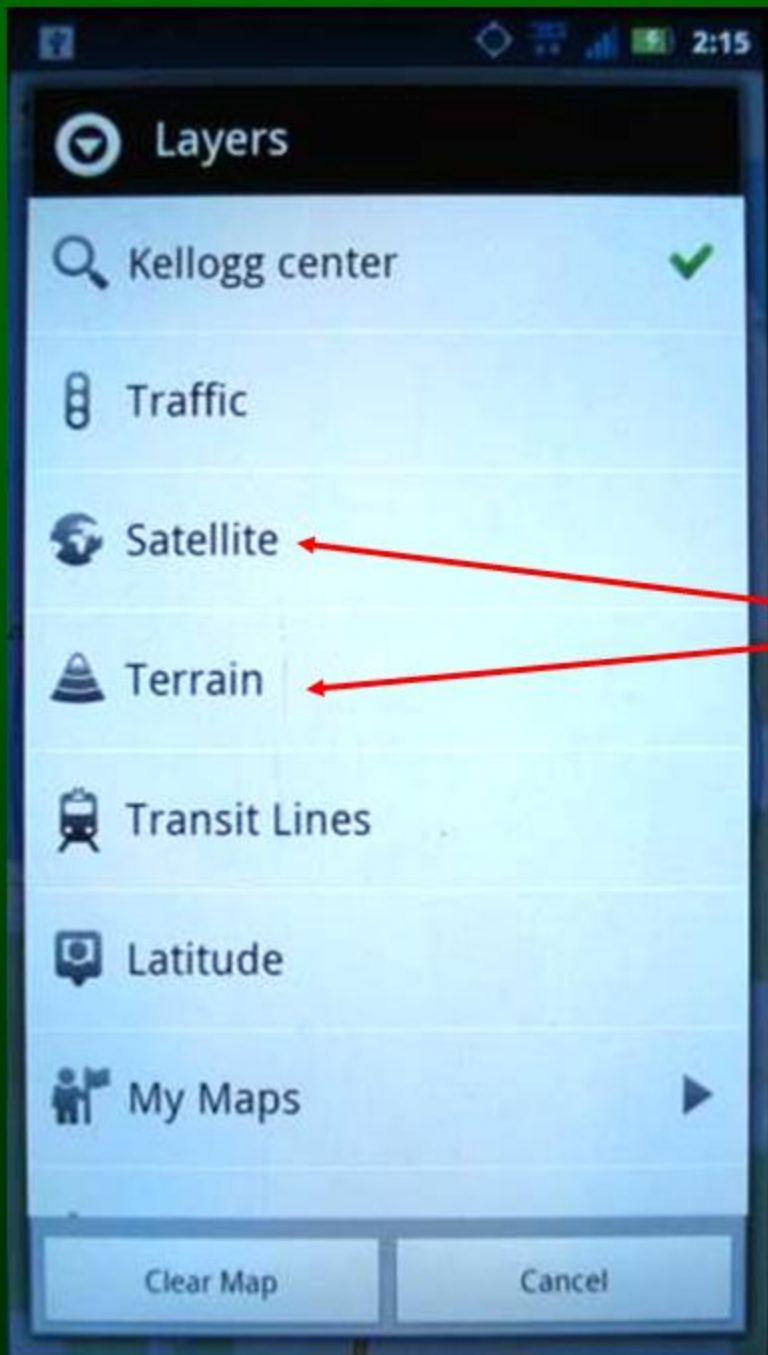 2:15
Layers
Kellogg center
Traffic
Satellite
Terrain
Transit Lines
Latitude
My Maps
Clear Map
Cancel